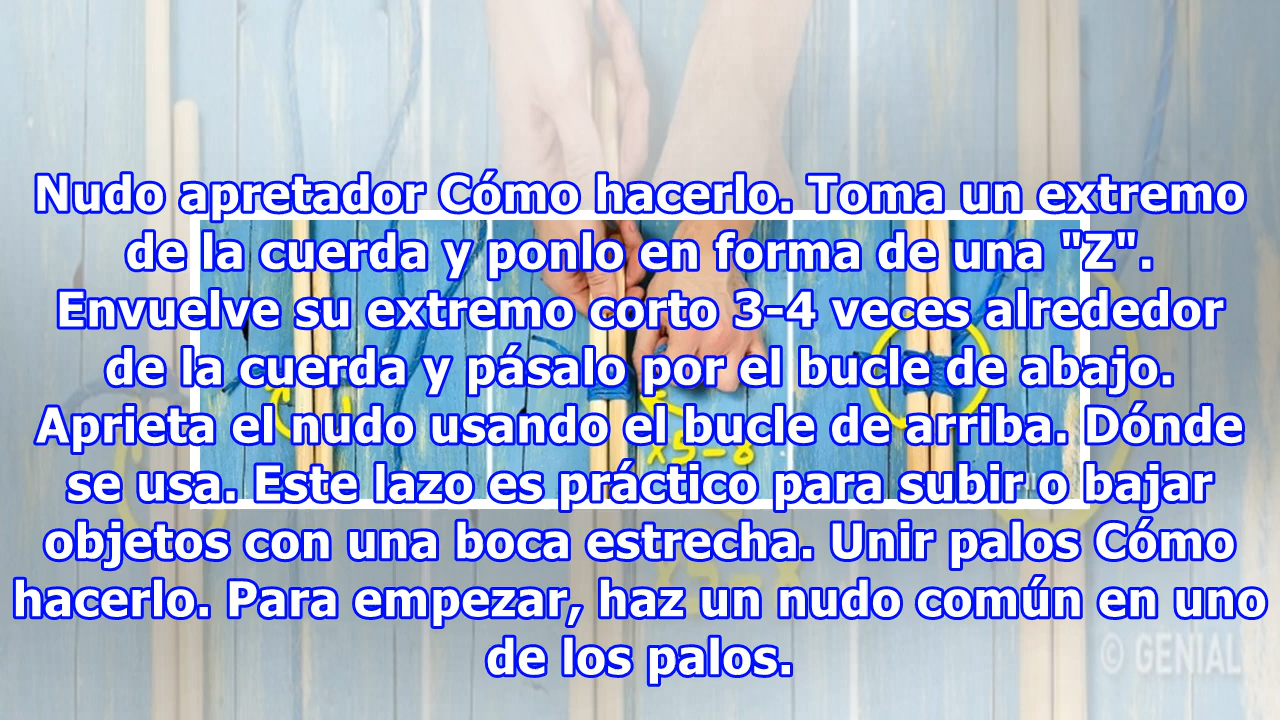 Nudo apretador Cómo hacerlo. Toma un extremo
de la cuerda y ponlo en forma de una "Z".
Envuelve su extremo corto 3-4 veces alrededor
de la cuerda y pásalo por el bucle de abajo.
Aprieta el nudo usando el bucle de arriba. Dónde
se usa. Este lazo es práctico para subir o bajar
objetos con una boca estrecha. Unir palos Cómo
hacerlo. Para empezar, haz un nudo común en uno
de los palos.
x5-8
© GENIAL